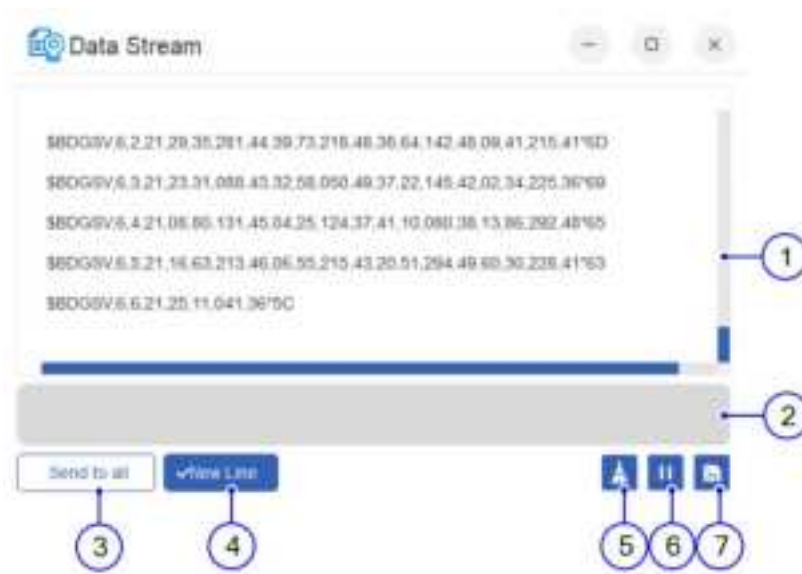 Data Stream
$BDGSV,6,2,21,29,35,281,44,39,73,216,48,36,64,142,48,09,41,215,41*6D
$BDGSV,6,3,21,23,31,088,43,32,58,050,49,37,22,145,42,02,34,225,36*69
$BDGSV,6,4,21,08,80,131,45,04,25,124,37,41,10,080,38,13,86,292,48*65
$BDGSV,6,5,21,16,63,213,46,06,55,215,43,20,51,294,49,60,30,228,41*63
$BDGSV,6,6,21,25,11,041,36*5C
1
2
Send to all New Line
3 4 5 6 7